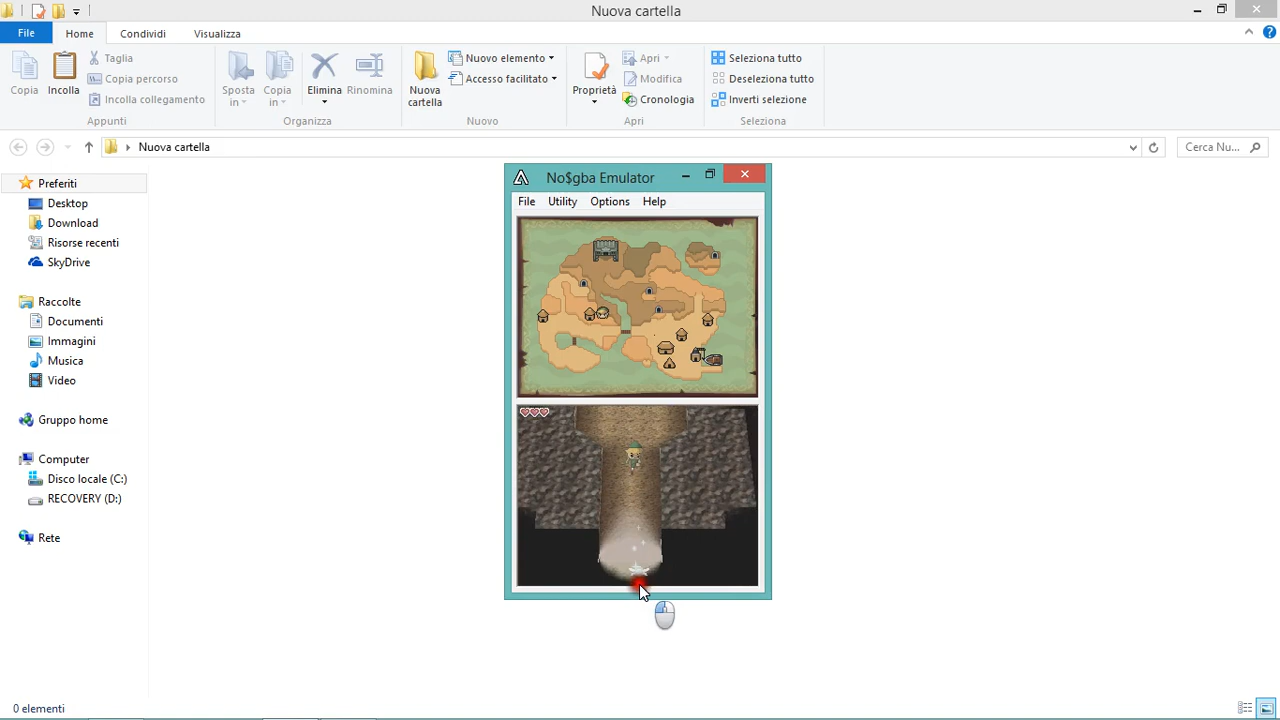 Nuova cartella
File Home Condividi Visualizza
Copia
Incolla
Taglia
Copia percorso
Incolla collegamento
Appunti
Sposta in
Copia in
Elimina
Rinomina
Organizza
Nuova cartella
Nuovo elemento
Accesso facilitato
Nuovo
Proprietà
Apri
Modifica
Cronologia
Apri
Seleziona tutto
Deseleziona tutto
Inverti selezione
Seleziona
Nuova cartella
Cerca Nu...
Preferiti
Desktop
Download
Risorse recenti
SkyDrive
Raccolte
Documenti
Immagini
Musica
Video
Gruppo home
Computer
Disco locale (C:)
RECOVERY (D:)
Rete
No$gba Emulator
File Utility Options Help
0 elementi